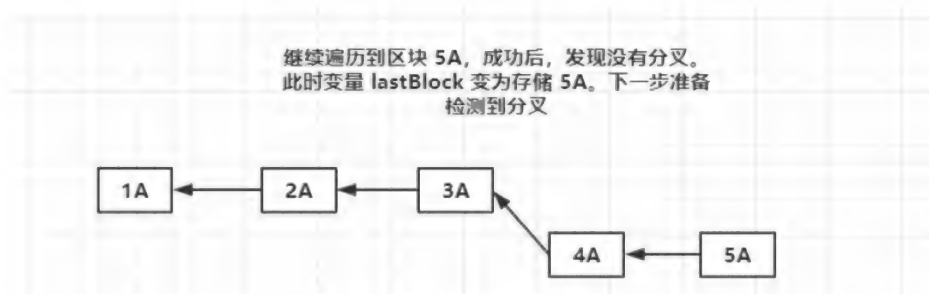 继续遍历到区块 5A，成功后，发现没有分叉。
此时变量 lastBlock 变为存储 5A。下一步准备
检测到分叉
1A
2A
3A
4A
5A